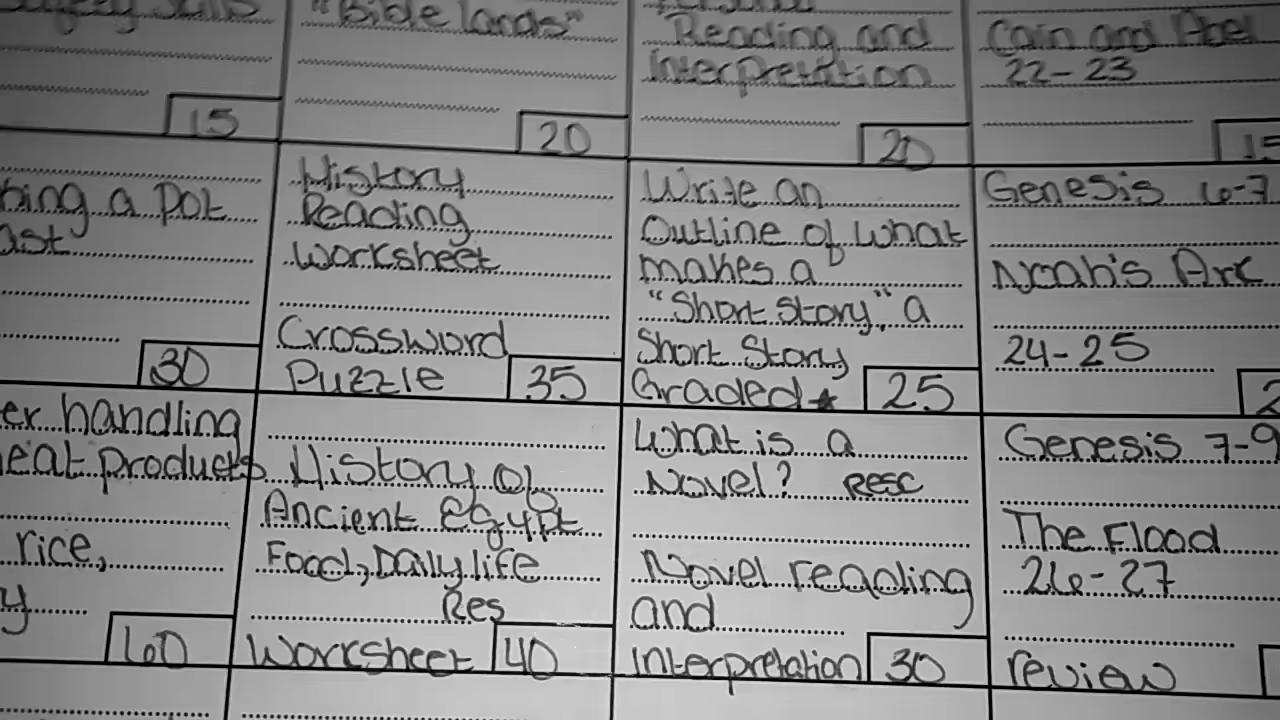 "Bible lands"
20
Reading and
interpretation
20
Cain and Abel
22-23
15
bing a pot
ast
30
History
Reading
Worksheet
Crossword
Puzzle
35
Write an
Outline of what
makes a
"Short Story", a
Short Story
Graded
25
Genesis 6-7
Noah's Arc
24-25
er handling
eat products
rice,
y
60
History of
Ancient Egypt
Food, Daily life
Res
Worksheet
40
What is a
Novel? RESC
Novel reading
and
Interpretation
30
Genesis 7-9
The Flood
26-27
review